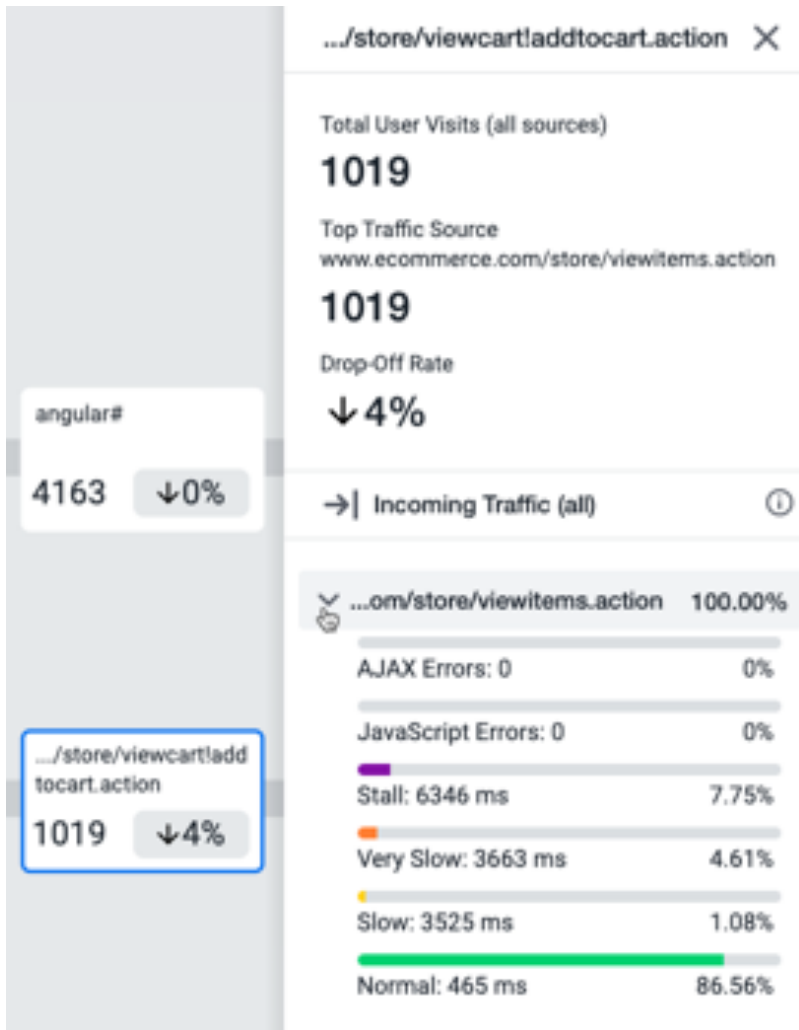 .../store/viewcart!addtocart.action
Total User Visits (all sources)
1019
Top Traffic Source
www.ecommerce.com/store/viewitems.action
1019
Drop-Off Rate
↓4%
angular#
4163 ↓0%
Incoming Traffic (all)
...om/store/viewitems.action 100.00%
AJAX Errors: 0 0%
JavaScript Errors: 0 0%
Stall: 6346 ms 7.75%
.../store/viewcart!add
tocart.action
1019 ↓4%
Very Slow: 3663 ms 4.61%
Slow: 3525 ms 1.08%
Normal: 465 ms 86.56%